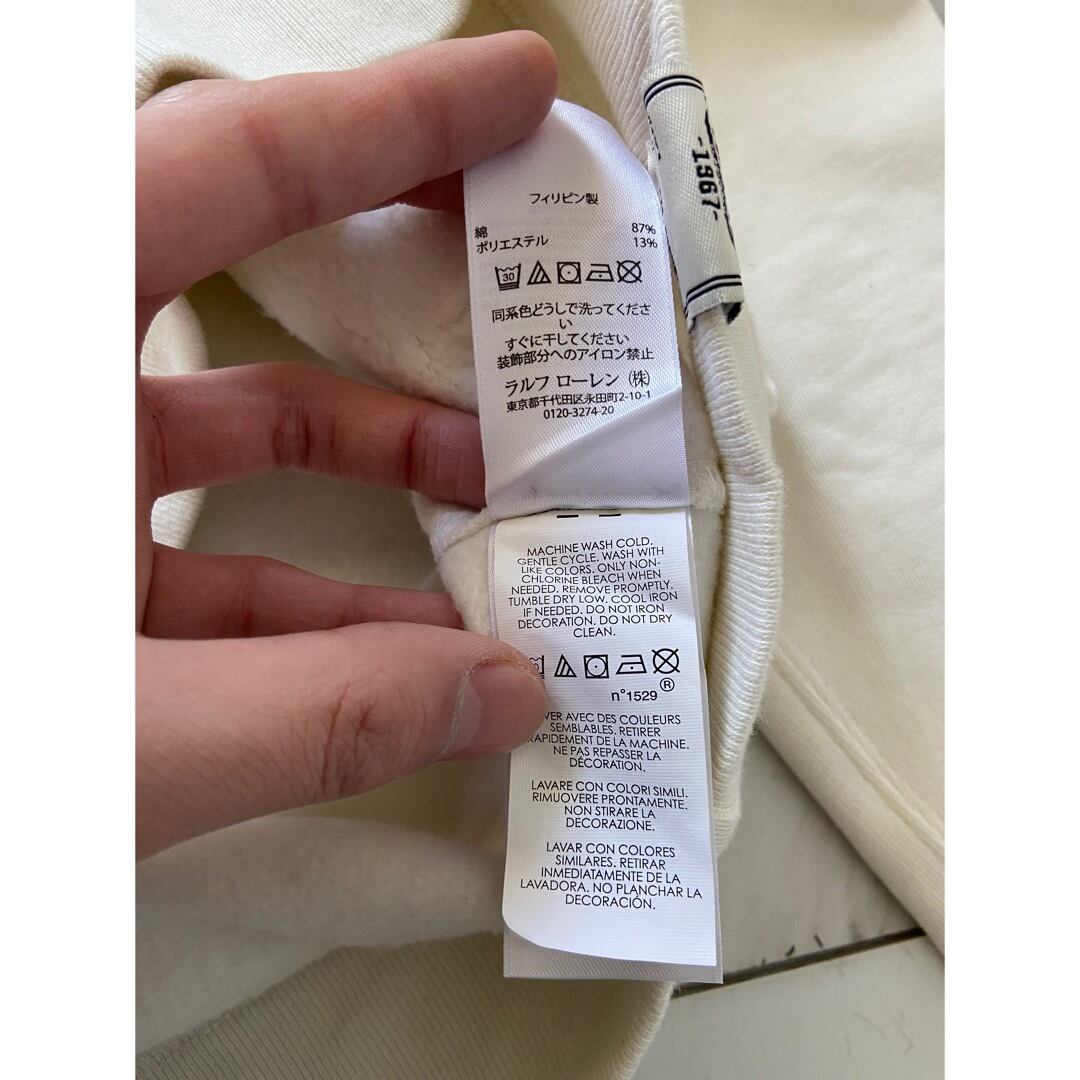 フィリピン製
綿 87%
ポリエステル 13%
30
同系色どうしで洗ってくださ
い
すぐに干してください
装飾部分へのアイロン禁止
ラルフ ローレン (株)
東京都千代田区永田町2-10-1
0120-3274-20
-1967-
MACHINE WASH COLD.
GENTLE CYCLE. WASH WITH
LIKE COLORS. ONLY NON-
CHLORINE BLEACH WHEN
NEEDED. REMOVE PROMPTLY.
TUMBLE DRY LOW. COOL IRON
IF NEEDED. DO NOT IRON
DECORATION. DO NOT DRY
CLEAN.
®
n°1529
AVEC DES COULEURS
SEMBLABLES. RETIRER
RAPIDEMENT DE LA MACHINE.
NE PAS REPASSER LA
DÉCORATION.
LAVARE CON COLORI SIMILI.
RIMUOVERE PRONTAMENTE.
NON STIRARE LA
DECORAZIONE.
LAVAR CON COLORES
SIMILARES. RETIRAR
INMEDIATAMENTE DE LA
LAVADORA. NO PLANCHAR LA
DECORACIÓN.